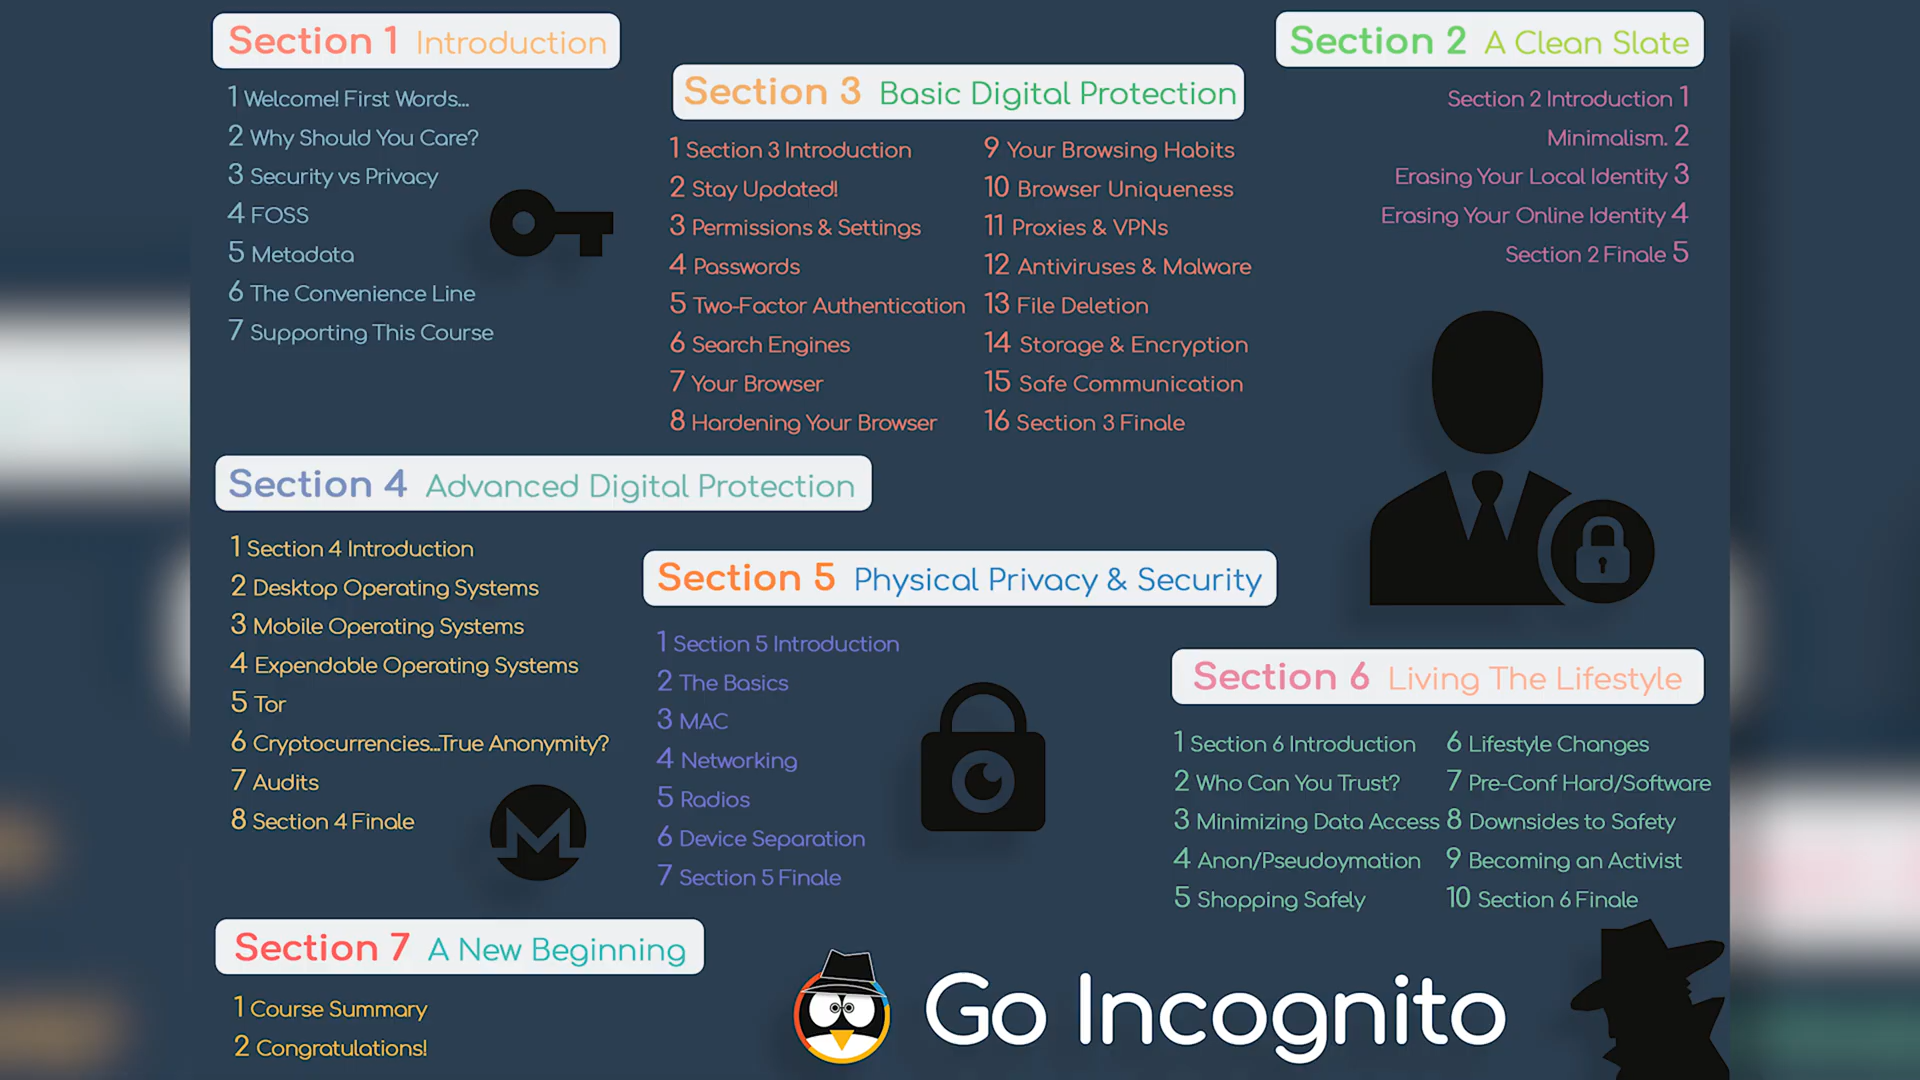 Section 1 Introduction
1 Welcome! First Words...
2 Why Should You Care?
3 Security vs Privacy
4 FOSS
5 Metadata
6 The Convenience Line
7 Supporting This Course
Section 2 A Clean Slate
Section 2 Introduction 1
Minimalism. 2
Erasing Your Local Identity 3
Erasing Your Online Identity 4
Section 2 Finale 5
Section 3 Basic Digital Protection
1 Section 3 Introduction
2 Stay Updated!
3 Permissions & Settings
4 Passwords
5 Two-Factor Authentication
6 Search Engines
7 Your Browser
8 Hardening Your Browser
9 Your Browsing Habits
10 Browser Uniqueness
11 Proxies & VPNs
12 Antiviruses & Malware
13 File Deletion
14 Storage & Encryption
15 Safe Communication
16 Section 3 Finale
Section 4 Advanced Digital Protection
1 Section 4 Introduction
2 Desktop Operating Systems
3 Mobile Operating Systems
4 Expendable Operating Systems
5 Tor
6 Cryptocurrencies...True Anonymity?
7 Audits
8 Section 4 Finale
Section 5 Physical Privacy & Security
1 Section 5 Introduction
2 The Basics
3 MAC
4 Networking
5 Radios
6 Device Separation
7 Section 5 Finale
Section 6 Living The Lifestyle
1 Section 6 Introduction
2 Who Can You Trust?
3 Minimizing Data Access
4 Anon/Pseudoymation
5 Shopping Safely
6 Lifestyle Changes
7 Pre-Conf Hard/Software
8 Downsides to Safety
9 Becoming an Activist
10 Section 6 Finale
Section 7 A New Beginning
1 Course Summary
2 Congratulations!
Go Incognito